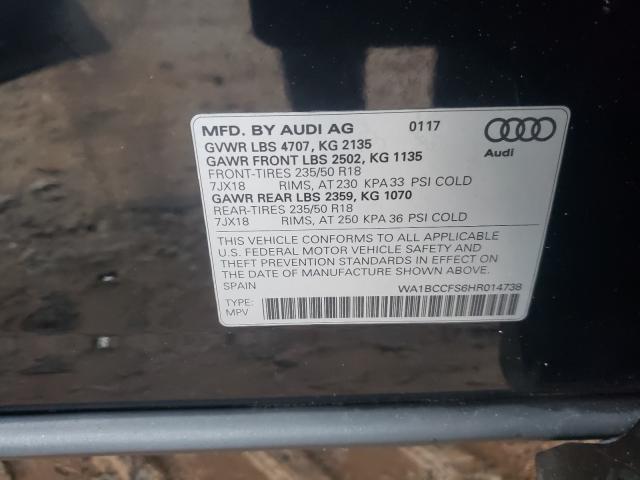 MFD. BY AUDI AG 0117
GVWR LBS 4707, KG 2135
GAWR FRONT LBS 2502, KG 1135
FRONT-TIRES 235/50 R18
7JX18 RIMS, AT 230 KPA 33 PSI COLD
GAWR REAR LBS 2359, KG 1070
REAR-TIRES 235/50 R18
7JX18 RIMS, AT 250 KPA 36 PSI COLD
Audi
THIS VEHICLE CONFORMS TO ALL APPLICABLE
U.S. FEDERAL MOTOR VEHICLE SAFETY AND
THEFT PREVENTION STANDARDS IN EFFECT ON
THE DATE OF MANUFACTURE SHOWN ABOVE.
SPAIN WA1BCCFS6HR014738
TYPE:
MPV